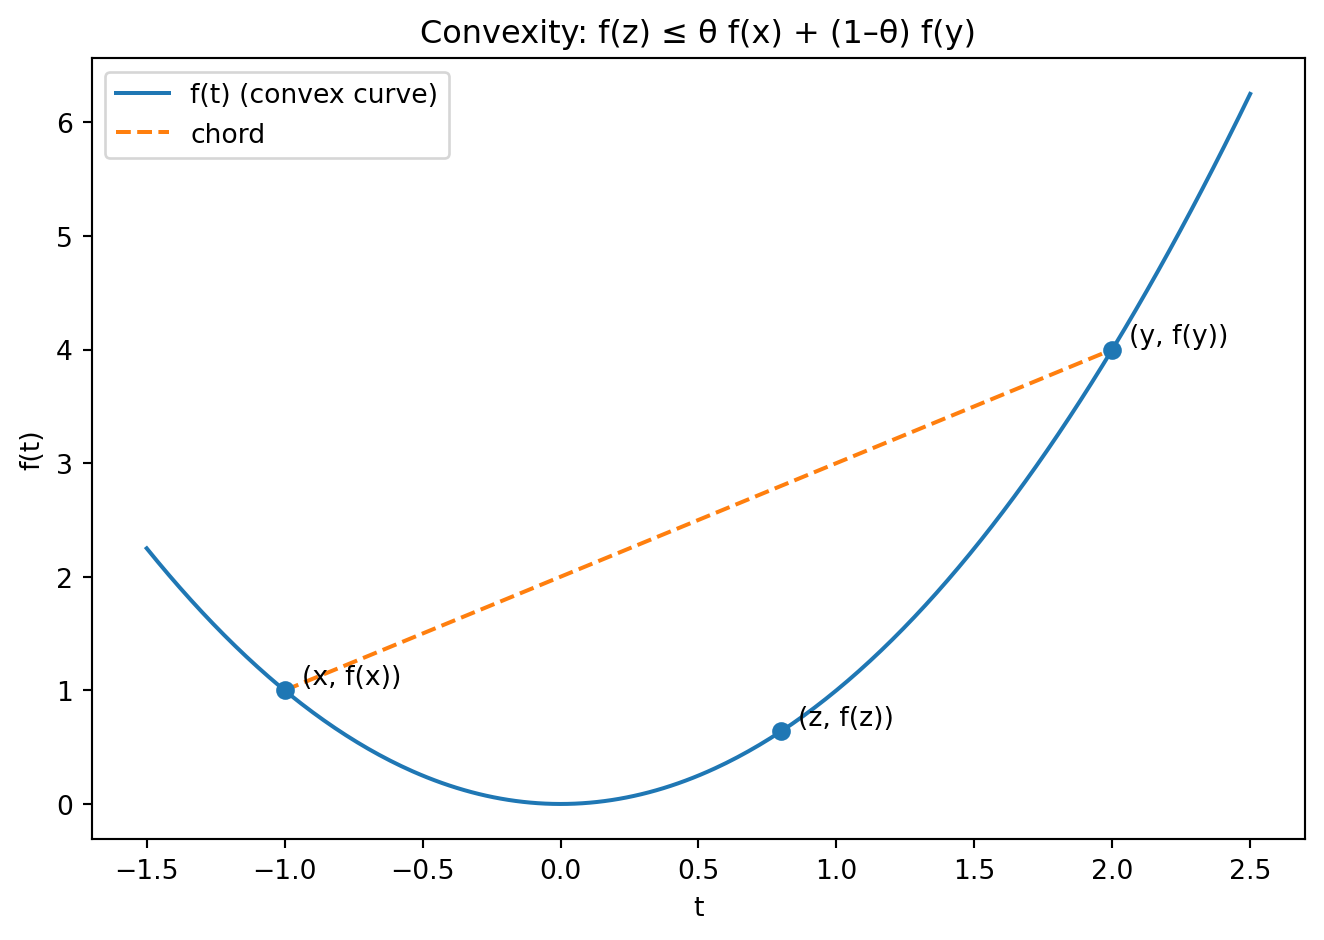 Convexity: f(z) ≤ θ f(x) + (1–θ) f(y)
f(t) (convex curve)
chord
6
5
(y, f(y))
4
f(t)
3
2
(x, f(x))
1
(z, f(z))
0
−1.5 −1.0 −0.5 0.0 0.5 1.0 1.5 2.0 2.5
t